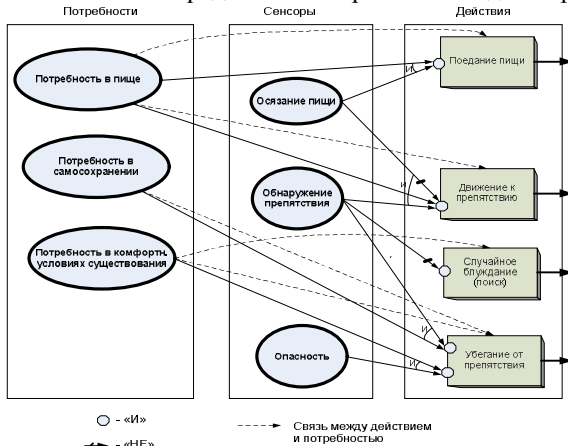 Потребности
Сенсоры
Действия
Потребность в пище
Потребность в
самосохранении
Потребность в комфортн.
условиях существования
Осязание пищи
Обнаружение
препятствия
Опасность
Поедание пищи
Движение к
препятствию
Случайное
блуждание
(поиск)
Убегание от
препятствия
И
и
И
И
- «И»
- «НЕ»
Связь между действием
и потребностью